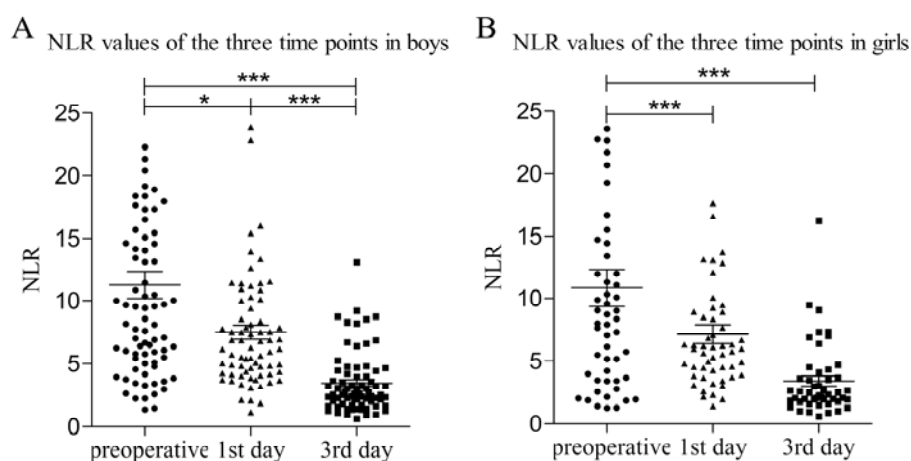 A
NLR values of the three time points in boys
***
* ***
25
20
15
10
5
0
NLR
preoperative 1st day 3rd day
B
NLR values of the three time points in girls
***
***
25
20
15
10
5
0
NLR
preoperative 1st day 3rd day